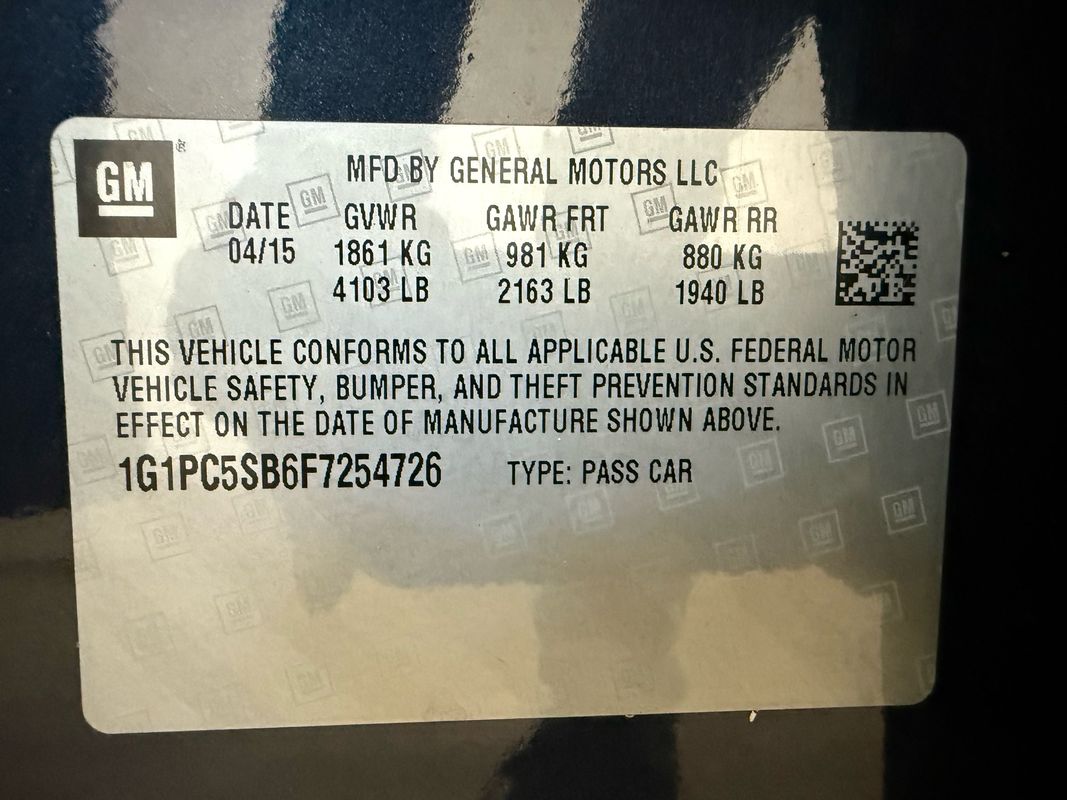 GM®
MFD BY GENERAL MOTORS LLC
DATE GVWR GAWR FRT GAWR RR
04/15 1861 KG 981 KG 880 KG
4103 LB 2163 LB 1940 LB
THIS VEHICLE CONFORMS TO ALL APPLICABLE U.S. FEDERAL MOTOR
VEHICLE SAFETY, BUMPER, AND THEFT PREVENTION STANDARDS IN
EFFECT ON THE DATE OF MANUFACTURE SHOWN ABOVE.
1G1PC5SB6F7254726 TYPE: PASS CAR